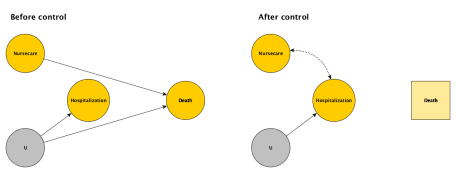 Before control
After control
Nursecare
Hospitalization
Death
U
Nursecare
Hospitalization
Death
U